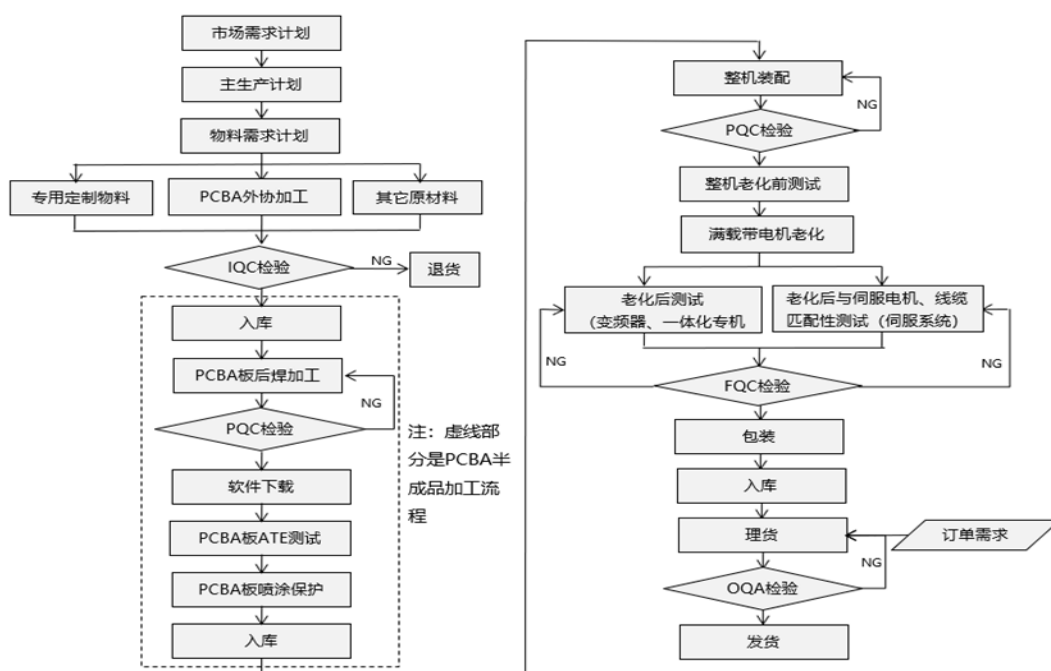 市场需求计划
主生产计划
物料需求计划
专用定制物料
PCBA外协加工
其它原材料
IQC检验
NG
退货
入库
PCBA板后焊加工
NG
PQC检验
软件下载
PCBA板ATE测试
PCBA板喷涂保护
入库
注：虚线部
分是PCBA半
成品加工流
程
整机装配
NG
PQC检验
整机老化前测试
满载带电机老化
老化后测试
（变频器、一体化专机
老化后与伺服电机、线缆
匹配性测试（伺服系统）
NG
NG
FQC检验
包装
入库
理货
订单需求
NG
OQA检验
发货